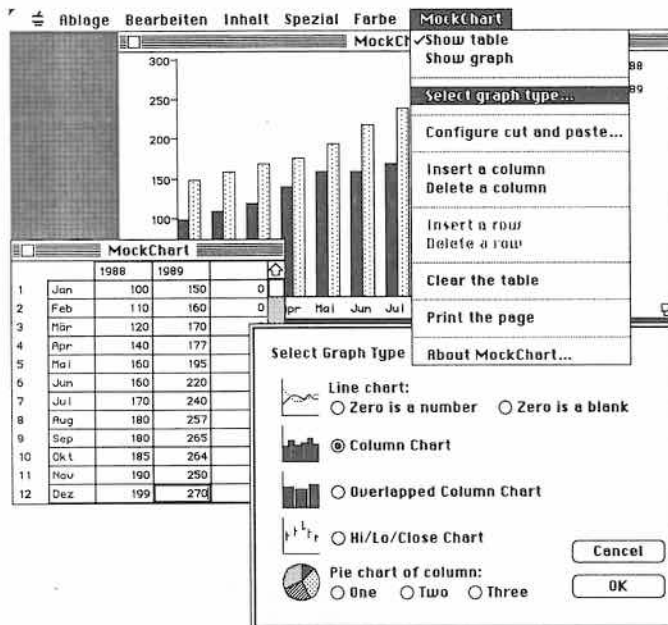 Ablage Bearbeiten Inhalt Spezial Farbe MockChart
MockCh
✓Show table
Show graph
Select graph type...
Configure cut and paste...
Insert a column
Delete a column
Insert a row
Delete a row
Clear the table
Print the page
About MockChart...
88
89
300
250
200
150
100
pr Mai Jun Jul
MockChart
1988 1989
1 Jan 100 150 0
2 Feb 110 160 0
3 Mär 120 170
4 Apr 140 177
5 Mai 160 195
6 Jun 160 220
7 Jul 170 240
8 Aug 180 257
9 Sep 180 265
10 Okt 185 264
11 Nov 190 250
12 Dez 199 270
Select Graph Type
Line chart:
Zero is a number Zero is a blank
Column Chart
Overlapped Column Chart
Hi/Lo/Close Chart
Pie chart of column:
One Two Three
Cancel
OK